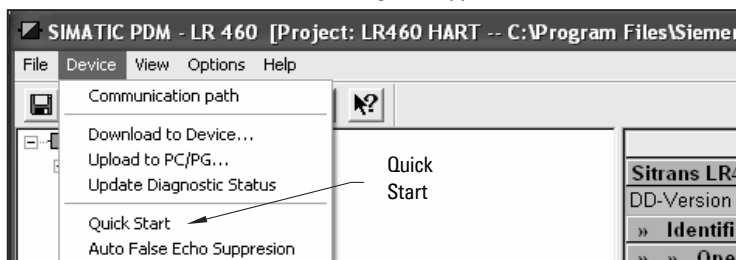 SIMATIC PDM - LR 460 [Project: LR460 HART -- C:\Program Files\Siemen
File Device View Options Help
Communication path
Download to Device...
Upload to PC/PG...
Update Diagnostic Status
Quick Start
Auto False Echo Suppresion
Quick
Start
Sitrans LR4
DD-Version
» Identifi
» » Ope